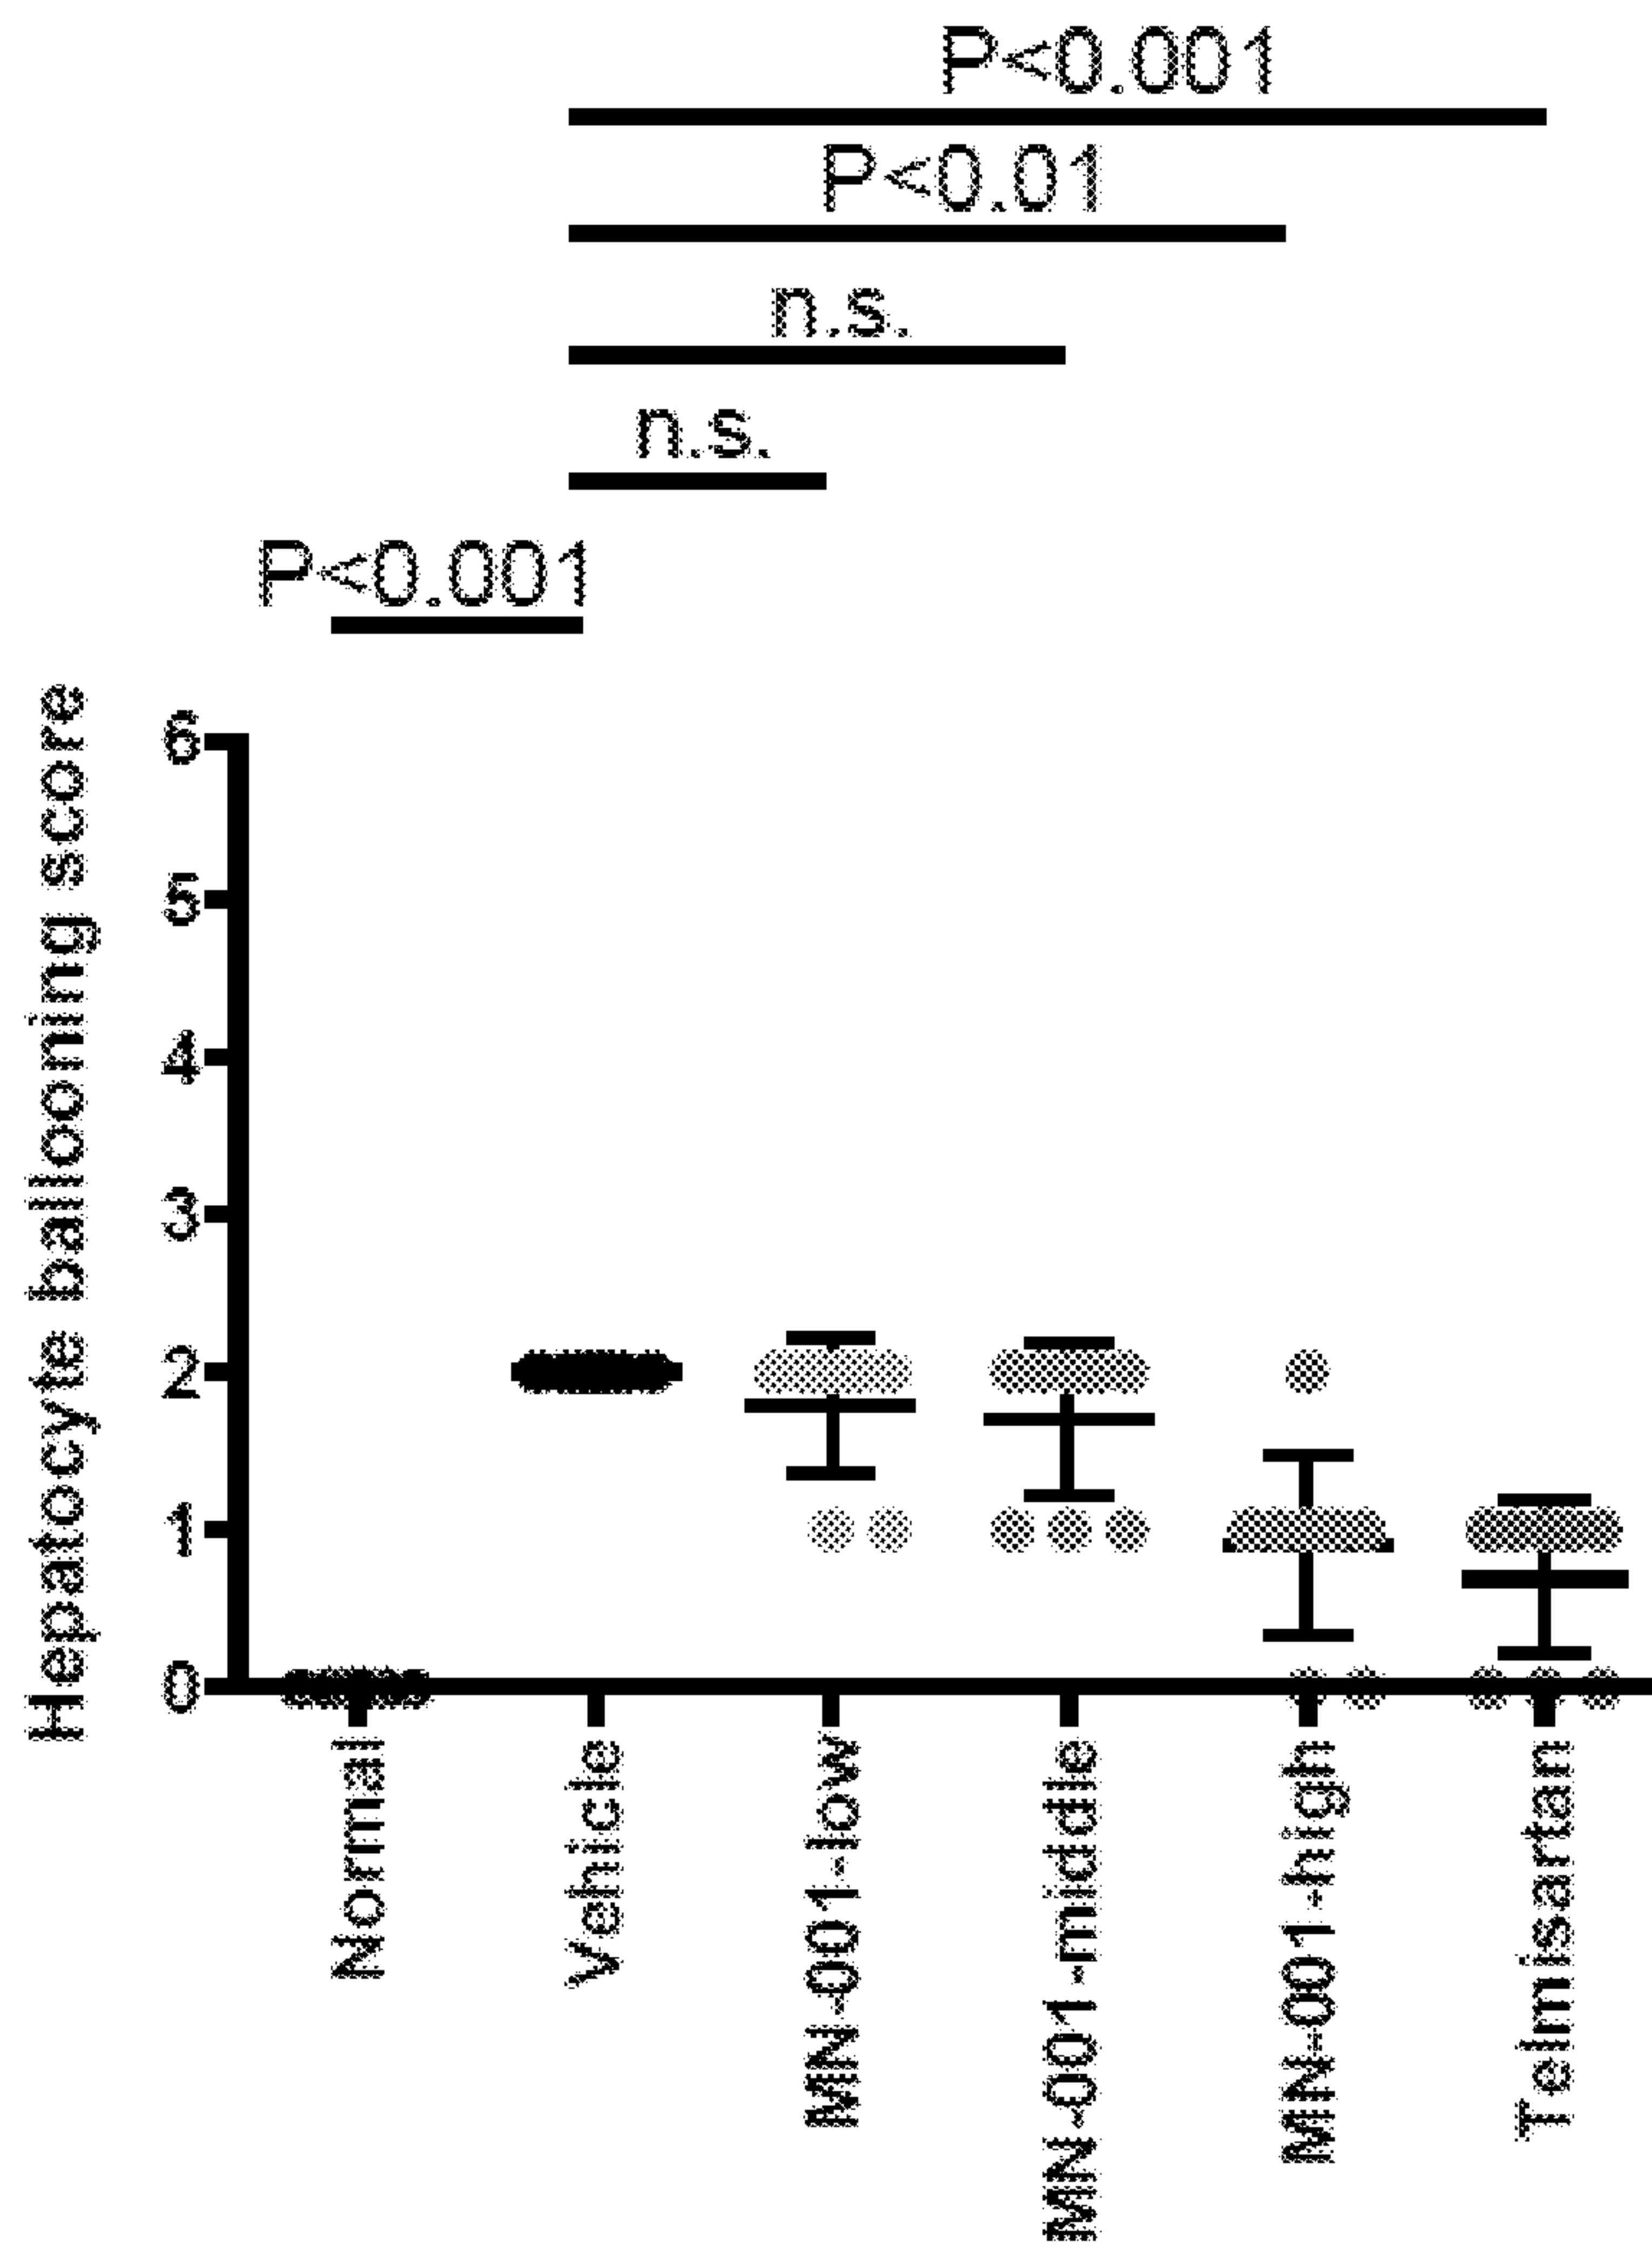 P<0.001
P<0.01
n.s.
n.s.
P<0.001
Hepatocyte ballooning score
6
5
4
3
2
1
0
Normal
Vehicle
MN-001-low
MN-001-middle
MN-001-high
Telmisartan